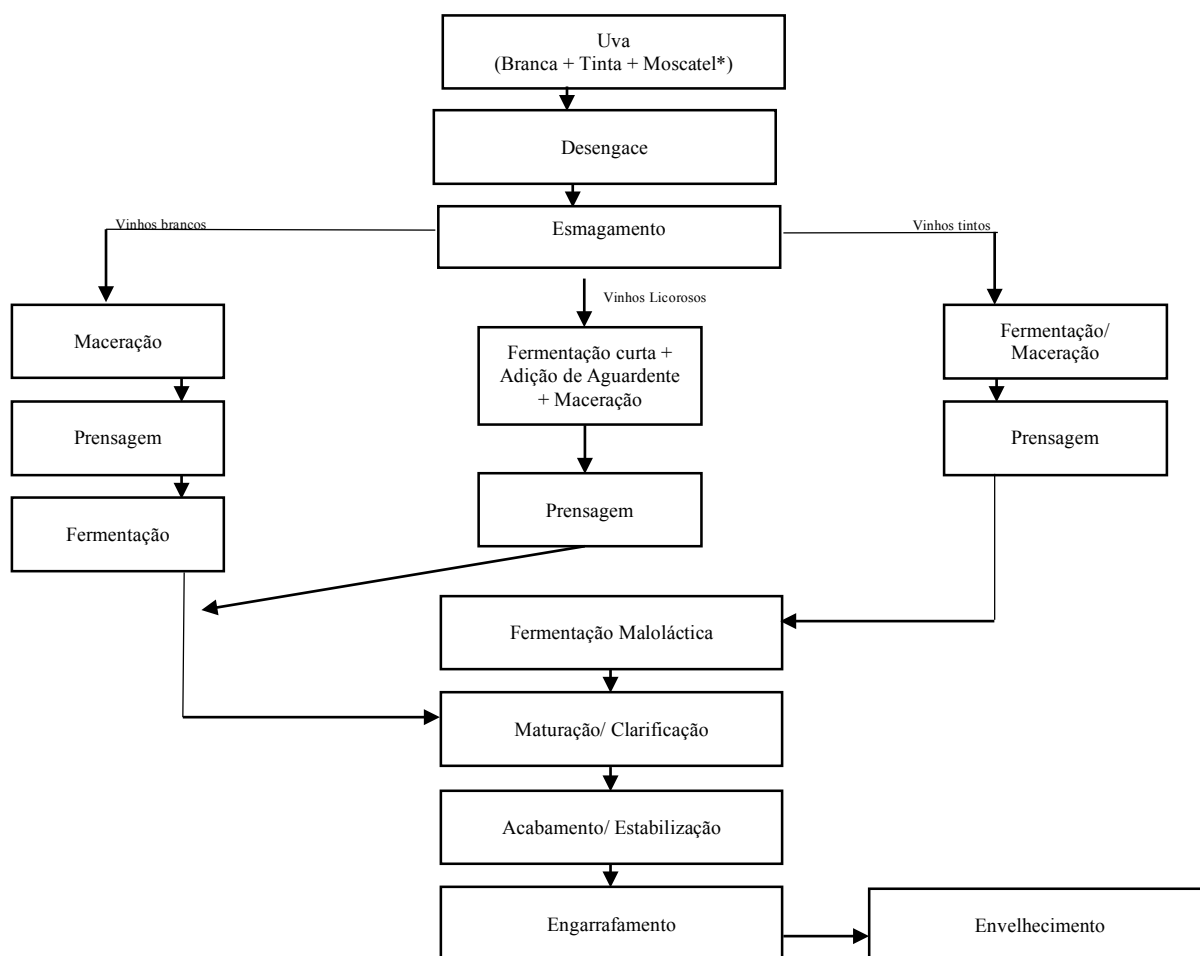 Uva
(Branca + Tinta + Moscatel*)
Desengace
Esmagamento
Vinhos brancos
Vinhos tintos
Vinhos Licorosos
Maceração
Prensagem
Fermentação
Fermentação curta +
Adição de Aguardente
+ Maceração
Prensagem
Fermentação/
Maceração
Prensagem
Fermentação Maloláctica
Maturação/ Clarificação
Acabamento/ Estabilização
Engarrafamento
Envelhecimento